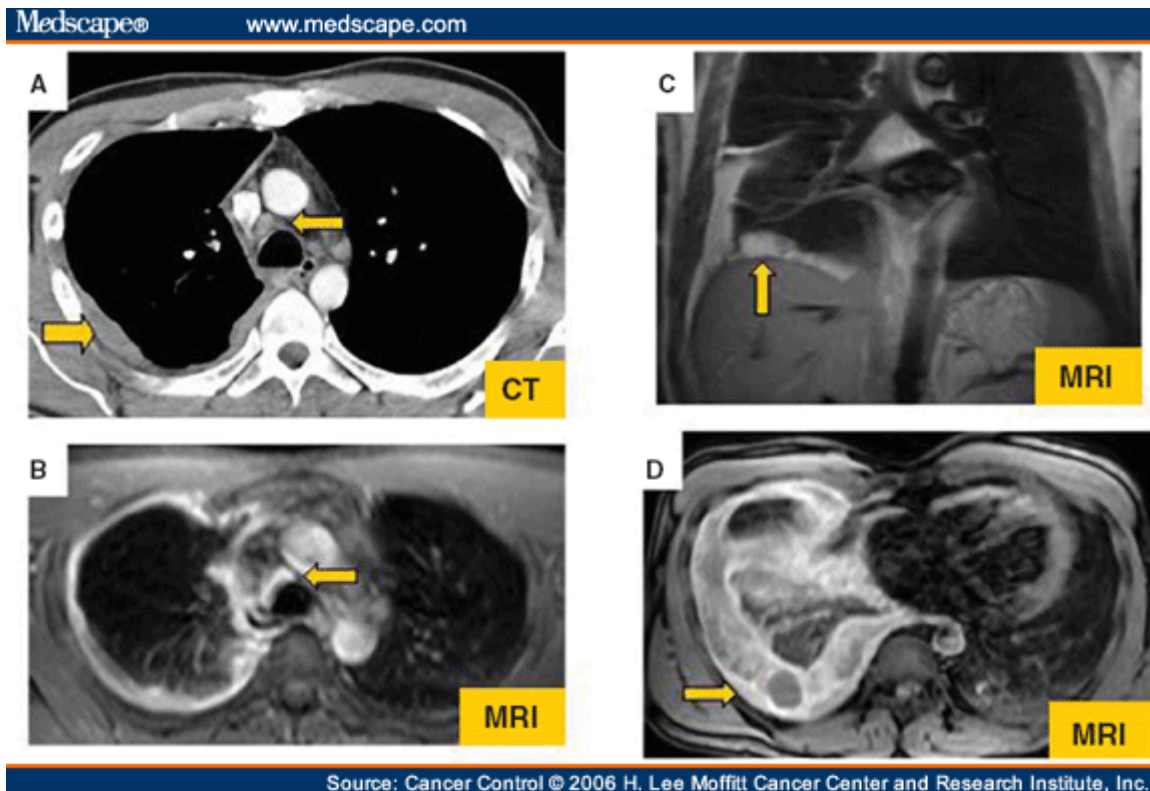 Medscape® www.medscape.com
A
CT
C
MRI
B
MRI
D
MRI
Source: Cancer Control © 2006 H. Lee Moffitt Cancer Center and Research Institute, Inc.